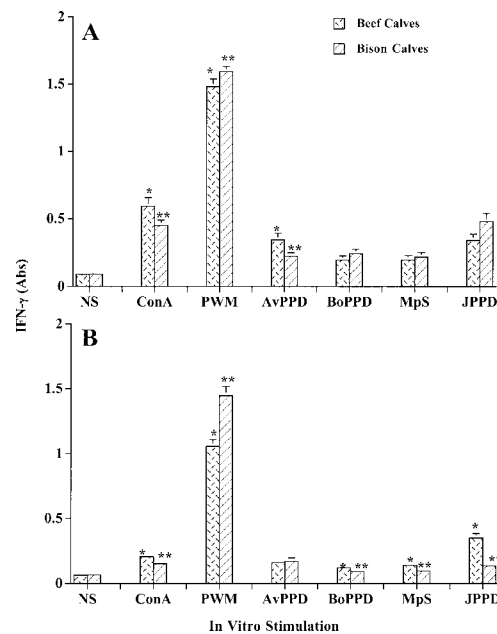 2
A
Beef Calves
Bison Calves
* **
1.5
1
* **
0.5
* **
0
NS ConA PWM AvPPD BoPPD MpS JPPD
IFN-γ (Abs)
2
B
**
1.5
*
1
0.5
* ** * ** * ** * **
0
NS ConA PWM AvPPD BoPPD MpS JPPD
In Vitro Stimulation